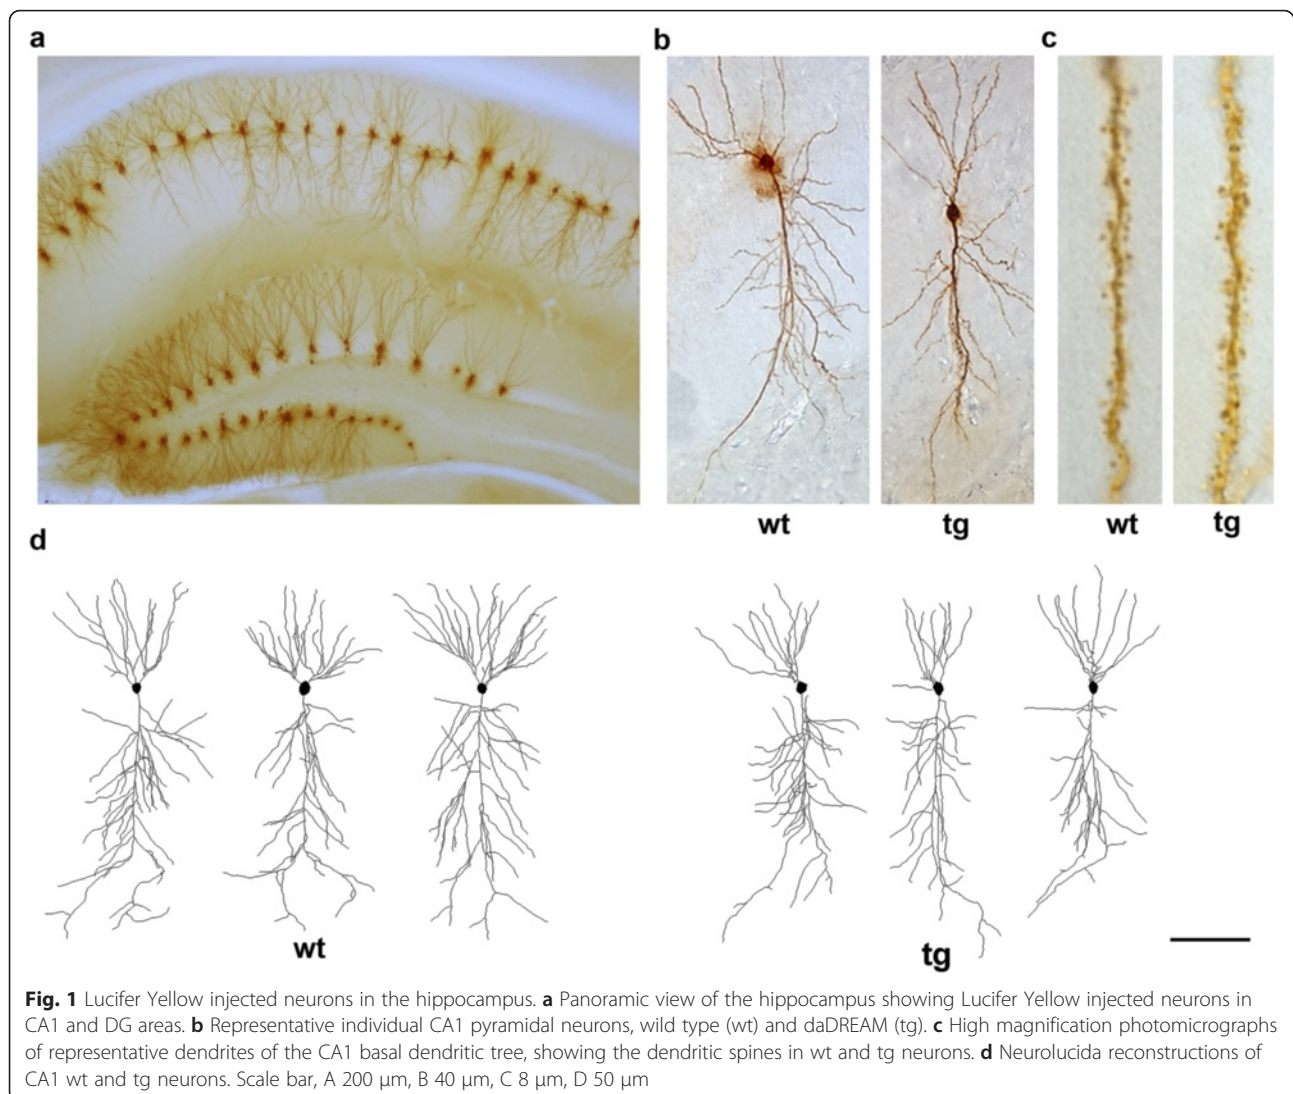 a
b
c
wt
tg
wt
tg
d
wt
tg
Fig. 1 Lucifer Yellow injected neurons in the hippocampus. a Panoramic view of the hippocampus showing Lucifer Yellow injected neurons in
CA1 and DG areas. b Representative individual CA1 pyramidal neurons, wild type (wt) and daDREAM (tg). c High magnification photomicrographs
of representative dendrites of the CA1 basal dendritic tree, showing the dendritic spines in wt and tg neurons. d Neurolucida reconstructions of
CA1 wt and tg neurons. Scale bar, A 200 μm, B 40 μm, C 8 μm, D 50 μm